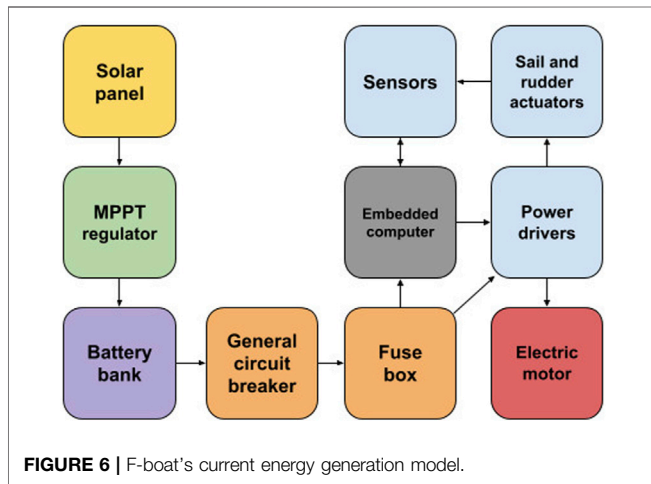 Solar
panel
Sensors
Sail and
rudder
actuators
MPPT
regulator
Embedded
computer
Power
drivers
Battery
bank
General
circuit
breaker
Fuse
box
Electric
motor
FIGURE 6 | F-boat's current energy generation model.